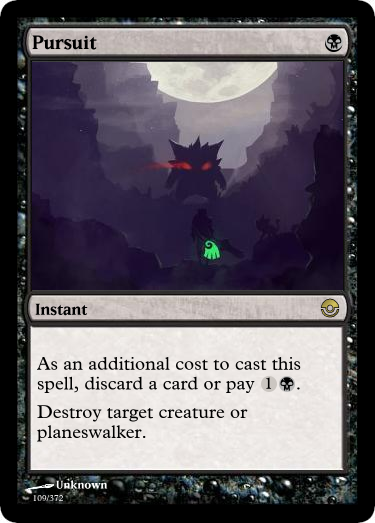 Pursuit
Instant
As an additional cost to cast this
spell, discard a card or pay 1.
Destroy target creature or
planeswalker.
Unknown
109/372